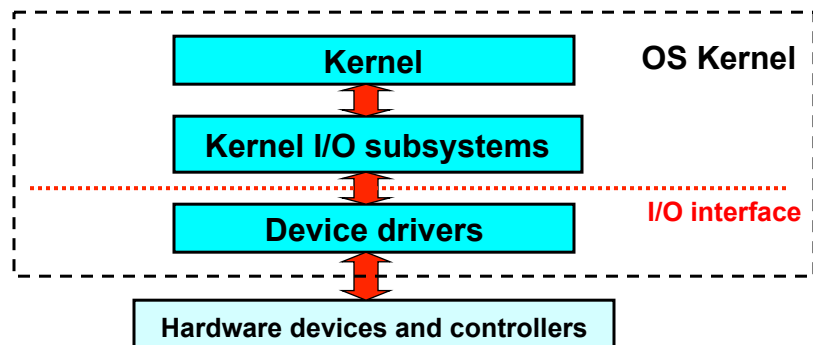 Kernel
OS Kernel
Kernel I/O subsystems
I/O interface
Device drivers
Hardware devices and controllers